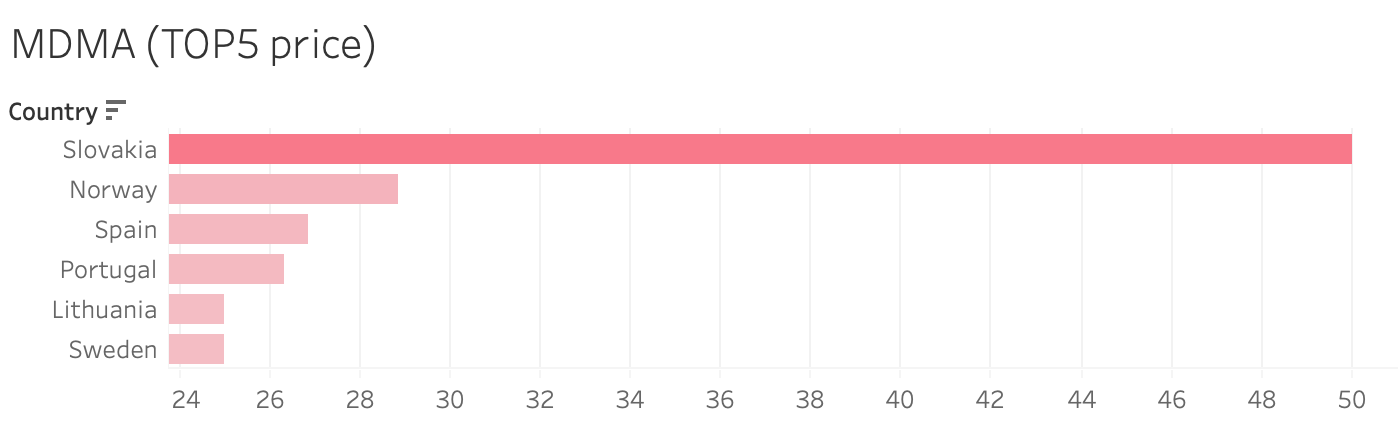 MDMA (TOP5 price)
Country
Slovakia
Norway
Spain
Portugal
Lithuania
Sweden
24 26 28 30 32 34 36 38 40 42 44 46 48 50